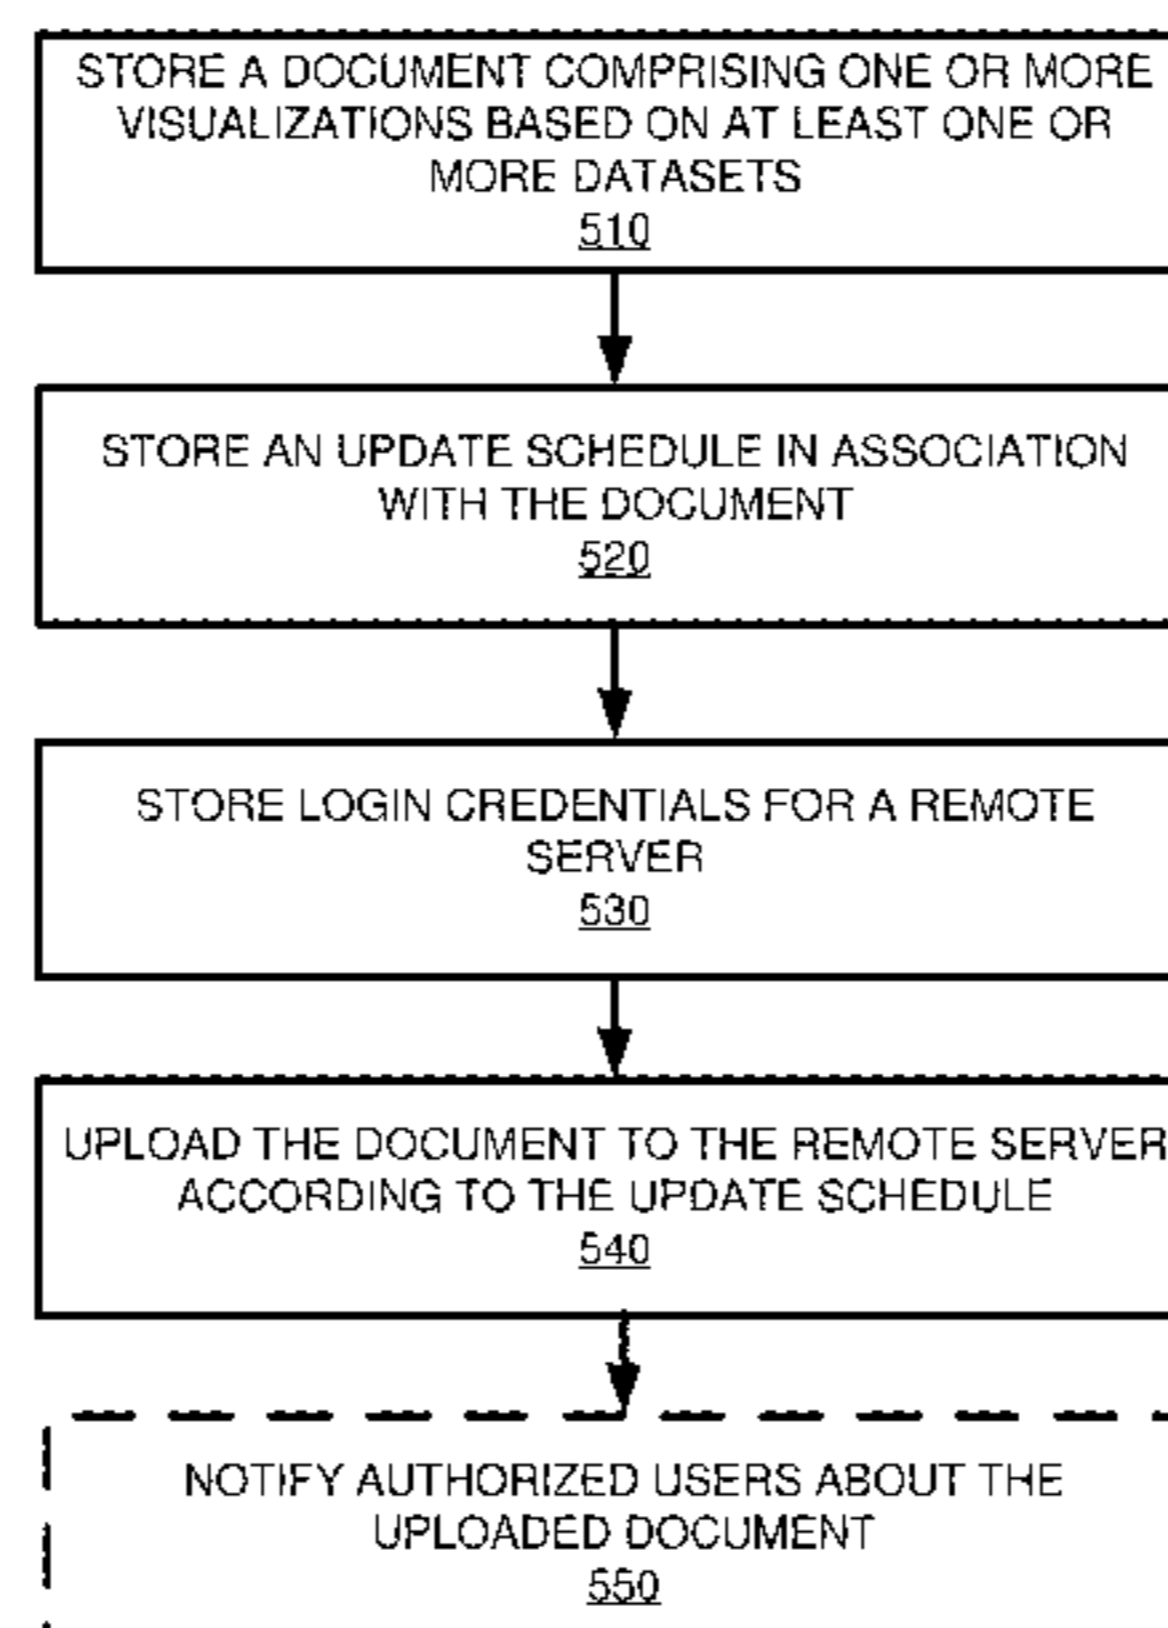 STORE A DOCUMENT COMPRISING ONE OR MORE
VISUALIZATIONS BASED ON AT LEAST ONE OR
MORE DATASETS
510
STORE AN UPDATE SCHEDULE IN ASSOCIATION
WITH THE DOCUMENT
520
STORE LOGIN CREDENTIALS FOR A REMOTE
SERVER
530
UPLOAD THE DOCUMENT TO THE REMOTE SERVER
ACCORDING TO THE UPDATE SCHEDULE
540
NOTIFY AUTHORIZED USERS ABOUT THE
UPLOADED DOCUMENT
550